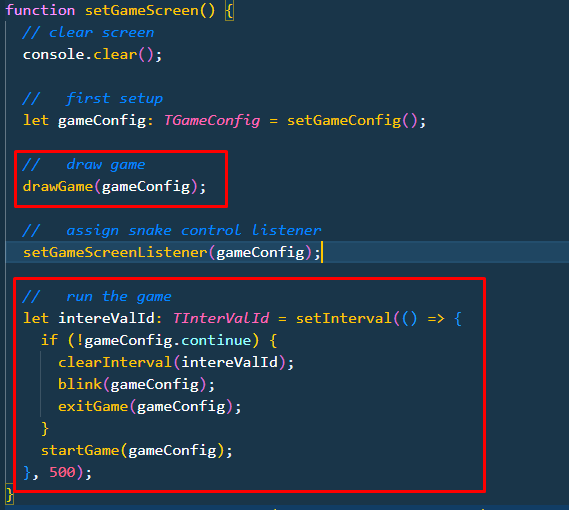 function setGameScreen() {
// clear screen
console.clear();
// first setup
let gameConfig: TGameConfig = setGameConfig();
// draw game
drawGame(gameConfig);
// assign snake control listener
setGameScreenListener(gameConfig);
// run the game
let intereValId: TInterValId = setInterval(() => {
if (!gameConfig.continue) {
clearInterval(intereValId);
blink(gameConfig);
exitGame(gameConfig);
}
startGame(gameConfig);
}, 500);
}